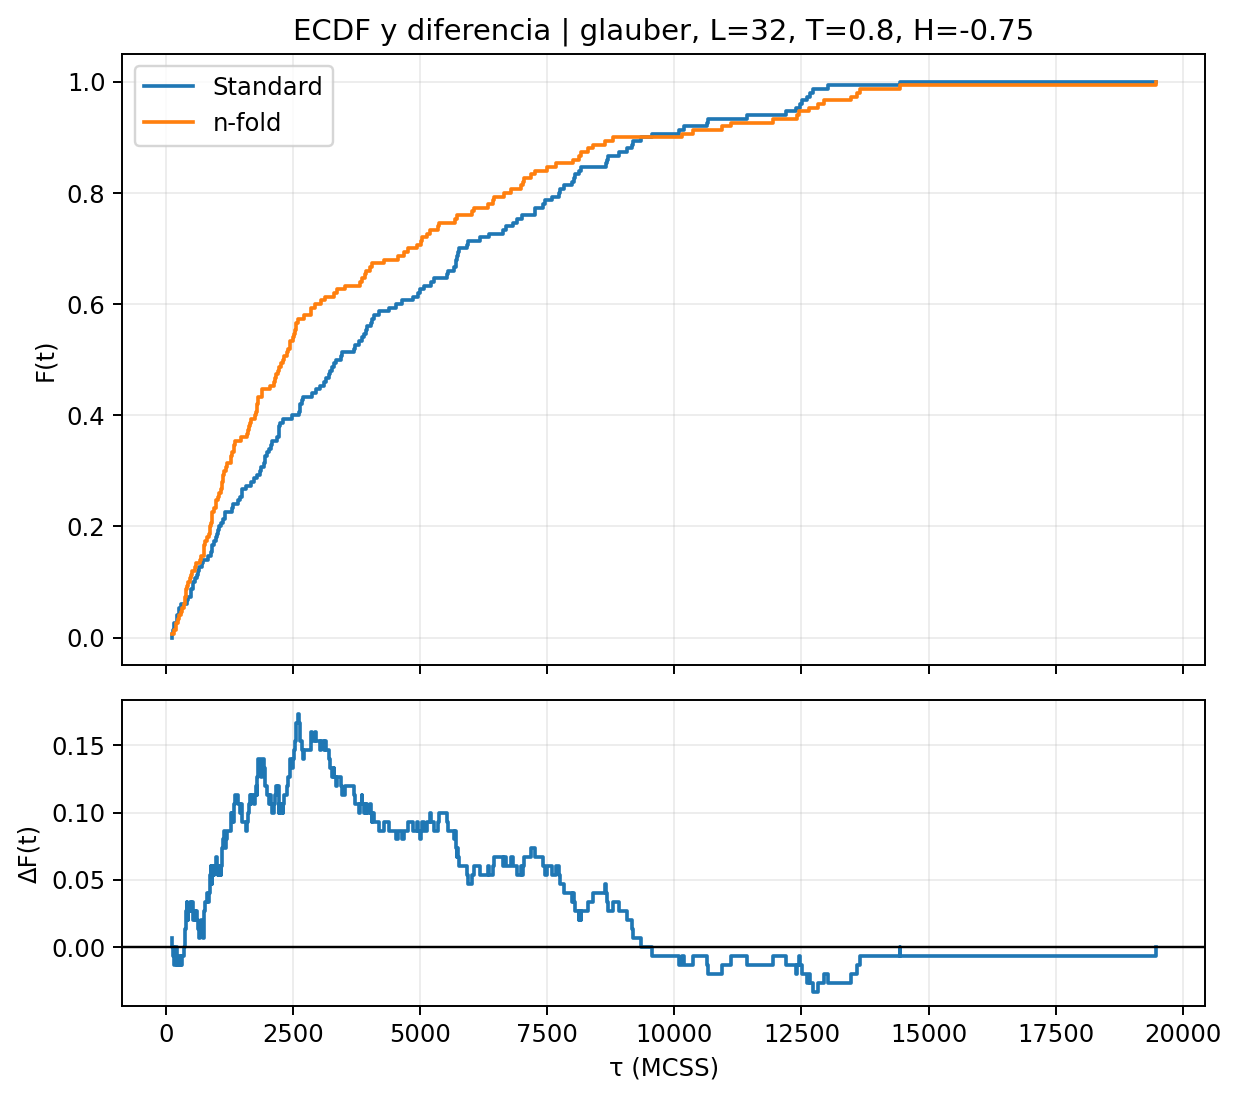 ECDF y diferencia | glauber, L=32, T=0.8, H=-0.75
Standard
n-fold
F(t)
1.0
0.8
0.6
0.4
0.2
0.0
ΔF(t)
0.15
0.10
0.05
0.00
0 2500 5000 7500 10000 12500 15000 17500 20000
τ (MCSS)